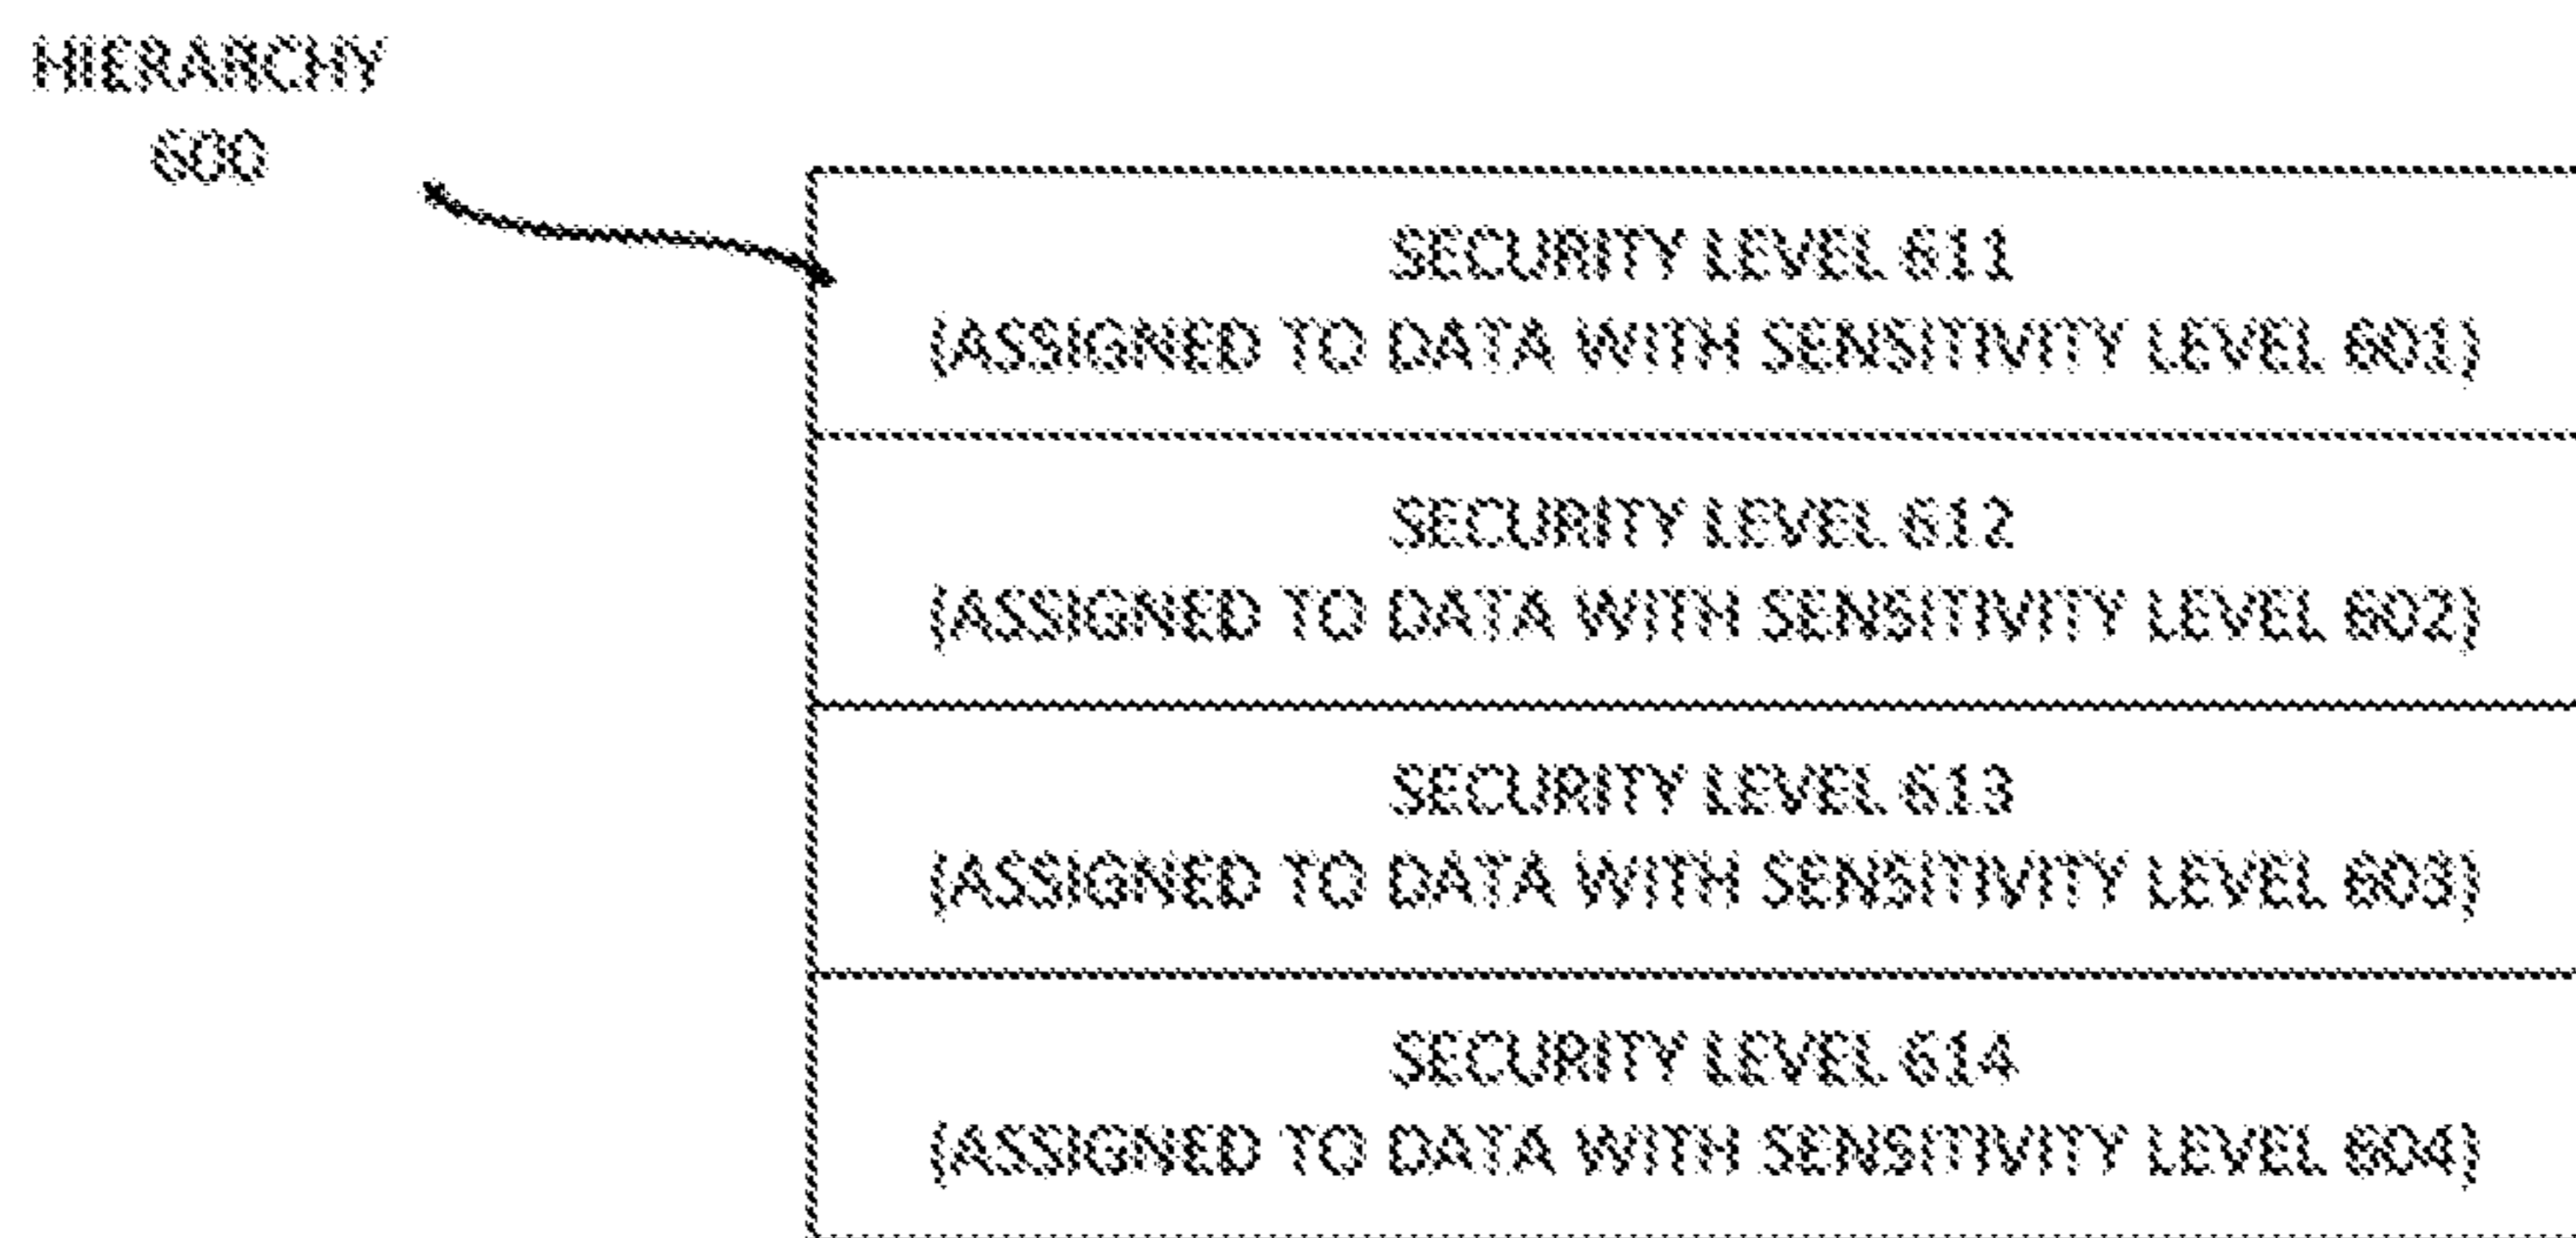 HIERARCHY
600
SECURITY LEVEL 611
(ASSIGNED TO DATA WITH SENSITIVITY LEVEL 601)
SECURITY LEVEL 612
(ASSIGNED TO DATA WITH SENSITIVITY LEVEL 602)
SECURITY LEVEL 613
(ASSIGNED TO DATA WITH SENSITIVITY LEVEL 603)
SECURITY LEVEL 614
(ASSIGNED TO DATA WITH SENSITIVITY LEVEL 604)